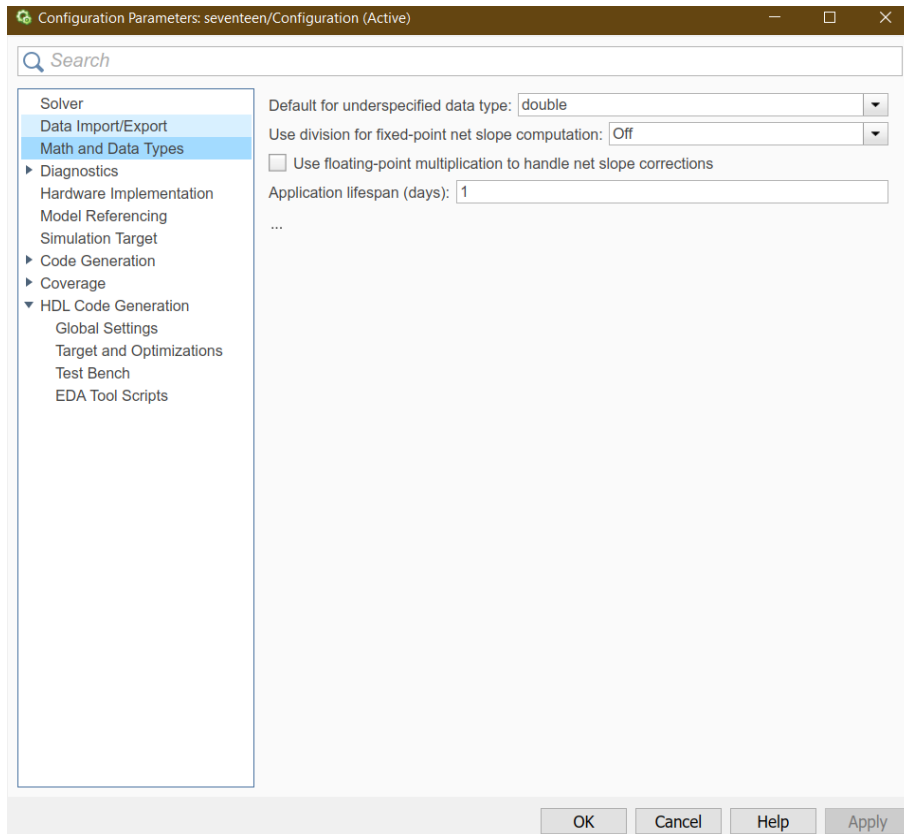 Configuration Parameters: seventeen/Configuration (Active)
Search
Solver
Data Import/Export
Math and Data Types
Diagnostics
Hardware Implementation
Model Referencing
Simulation Target
Code Generation
Coverage
HDL Code Generation
Global Settings
Target and Optimizations
Test Bench
EDA Tool Scripts
Default for underspecified data type: double
Use division for fixed-point net slope computation: Off
Use floating-point multiplication to handle net slope corrections
Application lifespan (days): 1
...
OK Cancel Help Apply